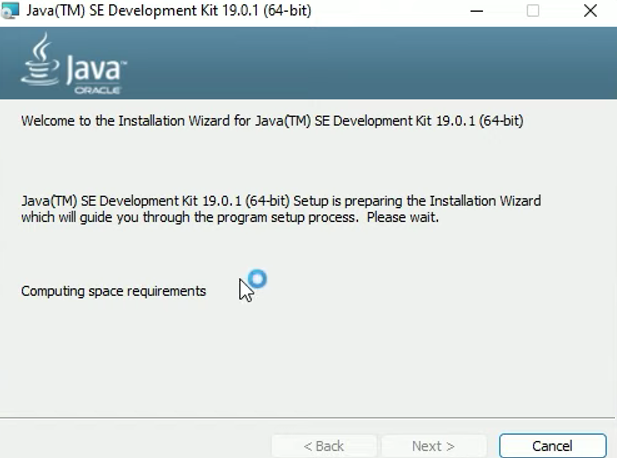 Java(TM) SE Development Kit 19.0.1 (64-bit)
Java™
ORACLE
Welcome to the Installation Wizard for Java(TM) SE Development Kit 19.0.1 (64-bit)
Java(TM) SE Development Kit 19.0.1 (64-bit) Setup is preparing the Installation Wizard
which will guide you through the program setup process. Please wait.
Computing space requirements
< Back
Next >
Cancel